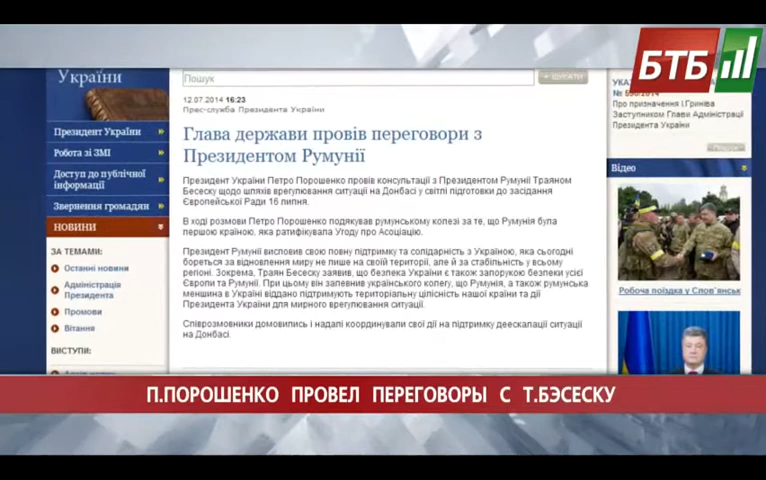 БТБ
України
Пошук
ШУКАТИ
12.07.2014 16:23
Прес-служба Президента України
Глава держави провів переговори з
Президентом Румунії
Президент України Петро Порошенко провів консультації з Президентом Румунії Траяном
Бесеску щодо шляхів врегулювання ситуації на Донбасі у світлі підготовки до засідання
Європейської Ради 16 липня.
В ході розмови Петро Порошенко подякував румунському колезі за те, що Румунія була
першою країною, яка ратифікувала Угоду про Асоціацію.
Президент Румунії висловив свою повну підтримку та солідарність з Україною, яка сьогодні
бореться за відновлення миру не лише на своїй території, але й за стабільність у всьому
регіоні. Зокрема, Траян Бесеску заявив, що безпека України є також запорукою безпеки усієї
Європи та Румунії. При цьому він запевнив українського колегу, що Румунія, а також румунська
меншина в Україні віддано підтримують територіальну цілісність нашої країни та дії
Президента України для мирного врегулювання ситуації.
Співрозмовники домовились і надалі координувати свої дії на підтримку деескалації ситуації
на Донбасі.
Президент України
Робота зі ЗМІ
Доступ до публічної
інформації
Звернення громадян
НОВИНИ
ЗА ТЕМАМИ:
Останні новини
Адміністрація
Президента
Промови
Вітання
ВИСТУПИ:
Про призначення І.Гриніва
Заступником Глави Адміністрації
Президента України
Відео
Робоча поїздка у Слов`янськ
П.ПОРОШЕНКО ПРОВЕЛ ПЕРЕГОВОРЫ С Т.БЭСЕСКУ